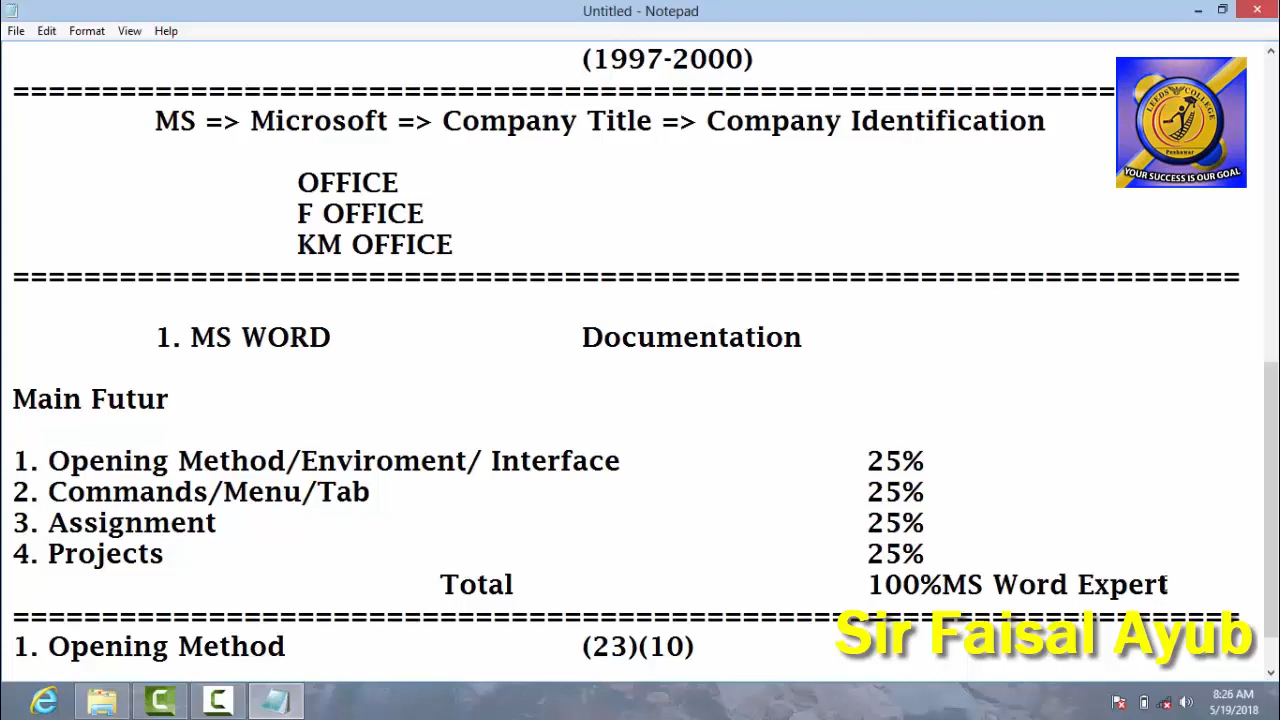 Untitled - Notepad
File Edit Format View Help
(1997-2000)
==========================================================================
MS => Microsoft => Company Title => Company Identification
LEEDS COLLEGE
Peshawar
YOUR SUCCESS IS OUR GOAL
OFFICE
F OFFICE
KM OFFICE
==========================================================================
1. MS WORD Documentation
Main Futur
1. Opening Method/Enviroment/ Interface 25%
2. Commands/Menu/Tab 25%
3. Assignment 25%
4. Projects 25%
Total 100%MS Word Expert
==========================================================================
1. Opening Method (23)(10)
Sir Faisal Ayub
8:26 AM
5/19/2018